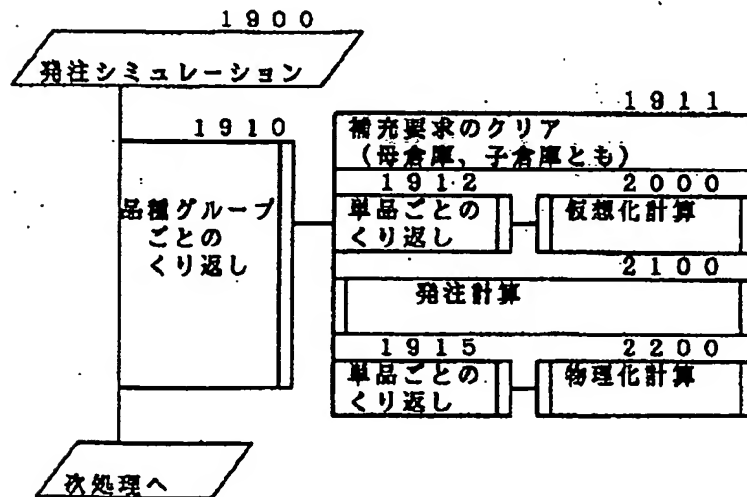 1900
発注シミュレーション
1910
品種グループ
ごとの
くり返し
1911
補充要求のクリア
(母倉庫、子倉庫とも)
1912
単品ごとの
くり返し
2000
仮想化計算
2100
発注計算
1915
単品ごとの
くり返し
2200
物理化計算
次処理へ